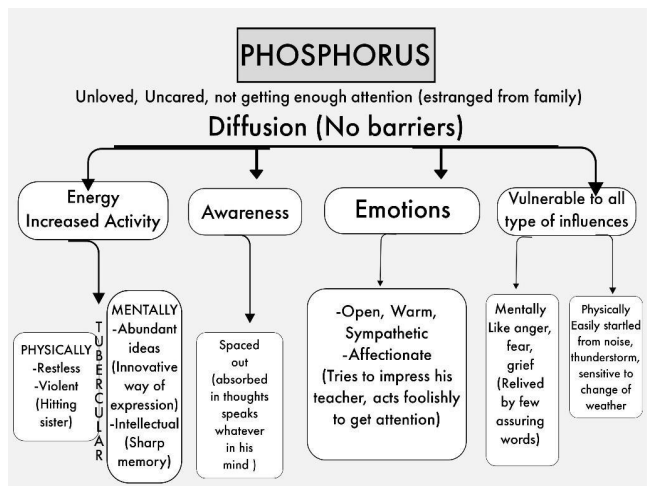 PHOSPHORUS
Unloved, Uncared, not getting enough attention (estranged from family)
Diffusion (No barriers)
Energy
Increased Activity
Awareness
Emotions
Vulnerable to all
type of influences
PHYSICALLY
-Restless
-Violent
(Hitting
sister)
TUBERCULAR
MENTALLY
-Abundant
ideas
(Innovative
way of
expression)
-Intellectual
(Sharp
memory)
Spaced
out
(absorbed
in thoughts
speaks
whatever
in his
mind )
-Open, Warm,
Sympathetic
-Affectionate
(Tries to impress his
teacher, acts foolishly
to get attention)
Mentally
Like anger,
fear,
grief
(Relived
by few
assuring
words)
Physically
Easily startled
from noise,
thunderstorm,
sensitive to
change of
weather